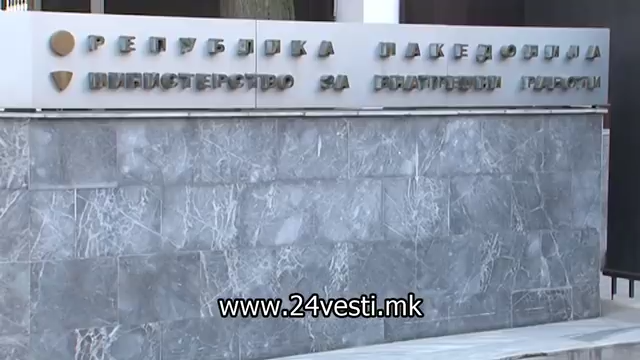 РЕПУБЛИКА МАКЕДОНИЈА
МИНИСТЕРСТВО ЗА ВНАТРЕШНИ РАБОТИ
www.24vesti.mk